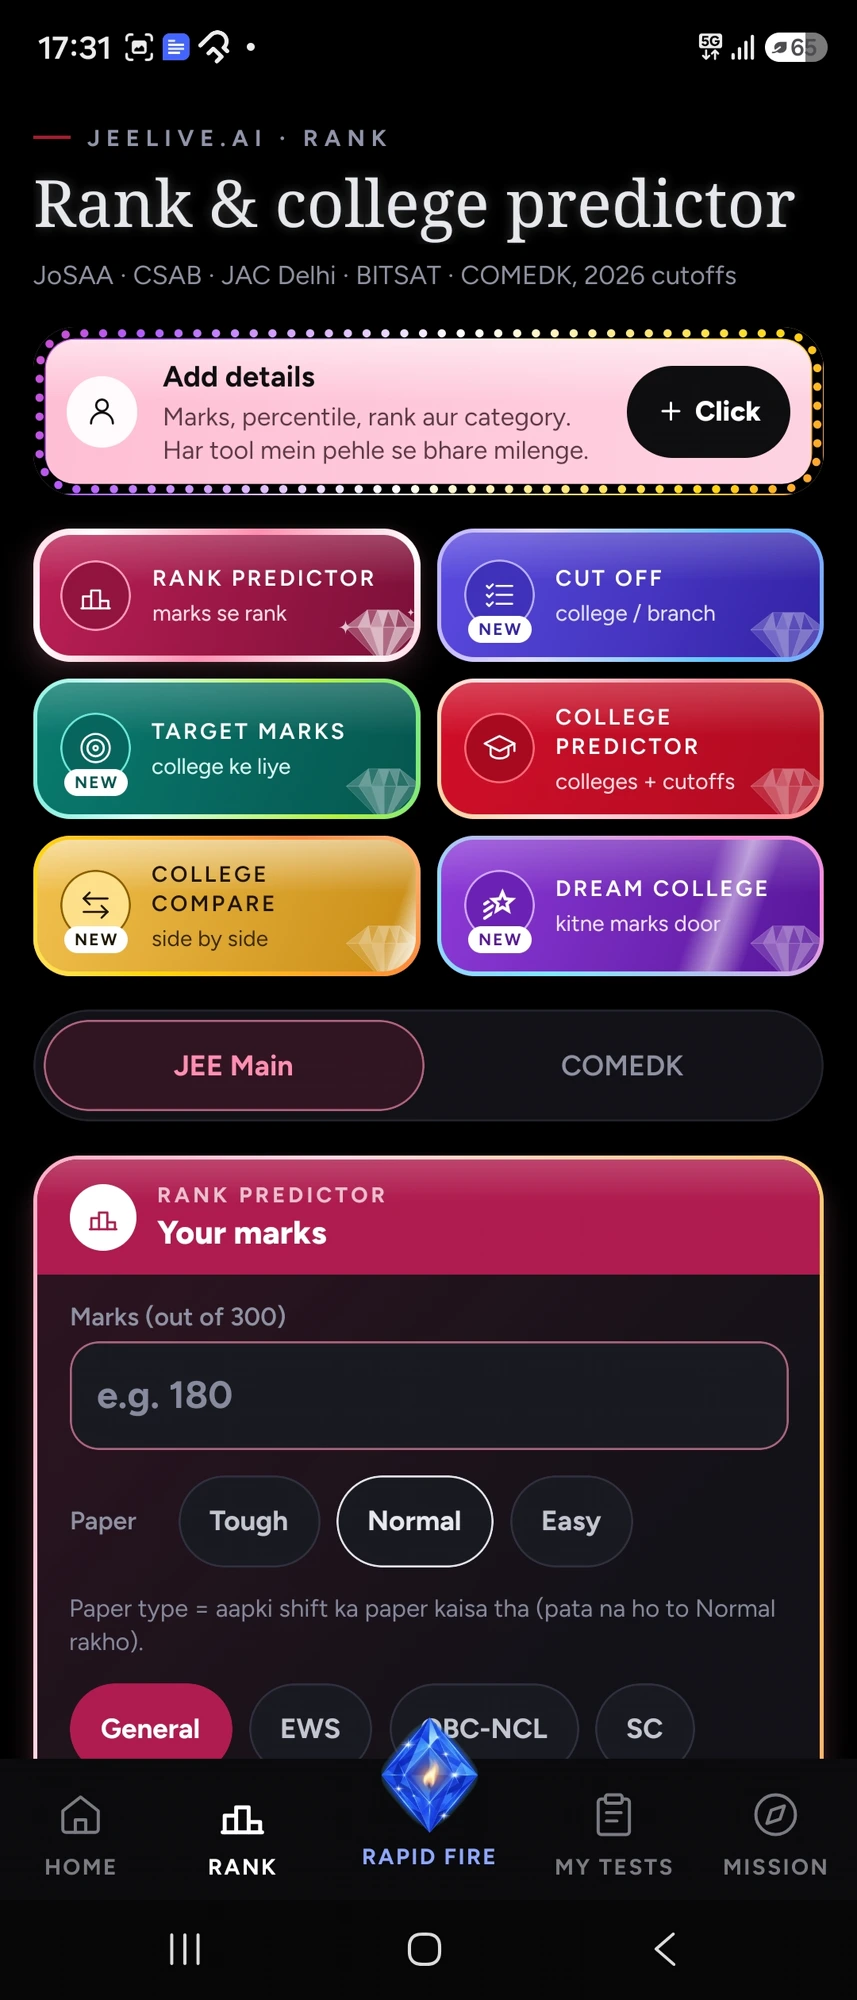 17:31
5G
65
JEELIVE.AI · RANK
Rank & college predictor
JoSAA · CSAB · JAC Delhi · BITSAT · COMEDK, 2026 cutoffs
Add details
Marks, percentile, rank aur category.
Har tool mein pehle se bhare milenge.
+ Click
RANK PREDICTOR
marks se rank
CUT OFF
college / branch
NEW
TARGET MARKS
college ke liye
NEW
COLLEGE
PREDICTOR
colleges + cutoffs
COLLEGE
COMPARE
side by side
NEW
DREAM COLLEGE
kitne marks door
NEW
JEE Main
COMEDK
RANK PREDICTOR
Your marks
Marks (out of 300)
e.g. 180
Paper
Tough
Normal
Easy
Paper type = aapki shift ka paper kaisa tha (pata na ho to Normal
rakho).
General
EWS
OBC-NCL
SC
HOME
RANK
RAPID FIRE
MY TESTS
MISSION